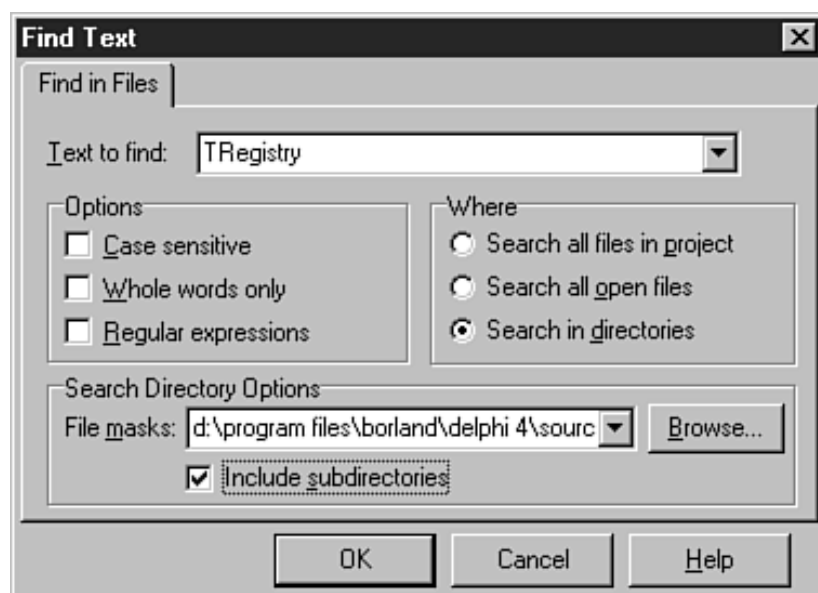 Find Text
Find in Files
Text to find: TRegistry
Options
Case sensitive
Whole words only
Regular expressions
Where
Search all files in project
Search all open files
Search in directories
Search Directory Options
File masks: d:\program files\borland\delphi 4\sourc Browse...
Include subdirectories
OK Cancel Help